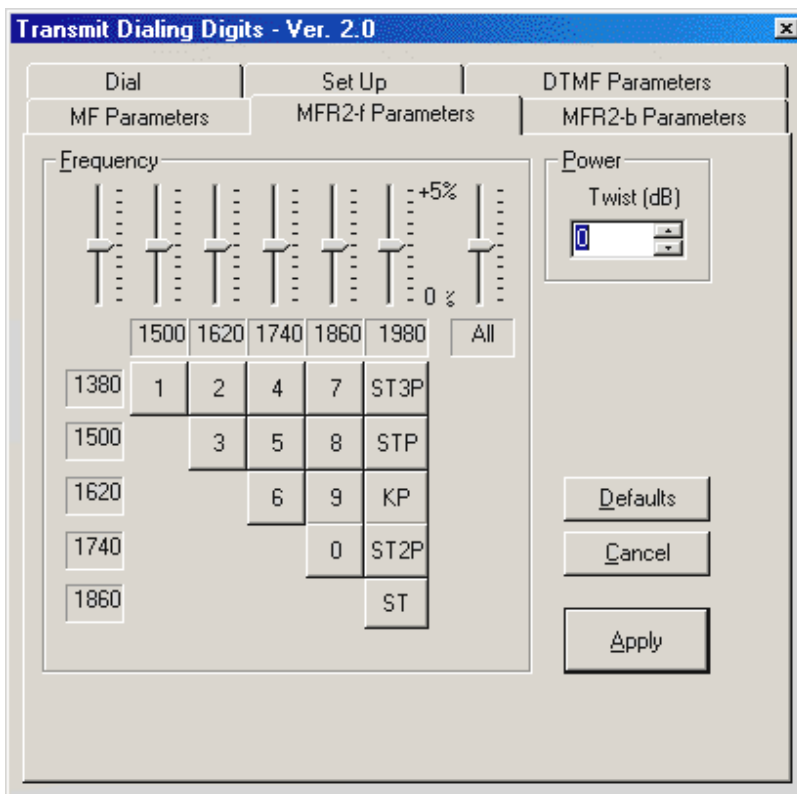 Transmit Dialing Digits - Ver. 2.0
Dial Set Up DTMF Parameters
MF Parameters MFR2-f Parameters MFR2-b Parameters
Frequency
+5%
0 %
1500 1620 1740 1860 1980 All
1380 1 2 4 7 ST3P
1500 3 5 8 STP
1620 6 9 KP
1740 0 ST2P
1860 ST
Power
Twist (dB)
0
Defaults
Cancel
Apply